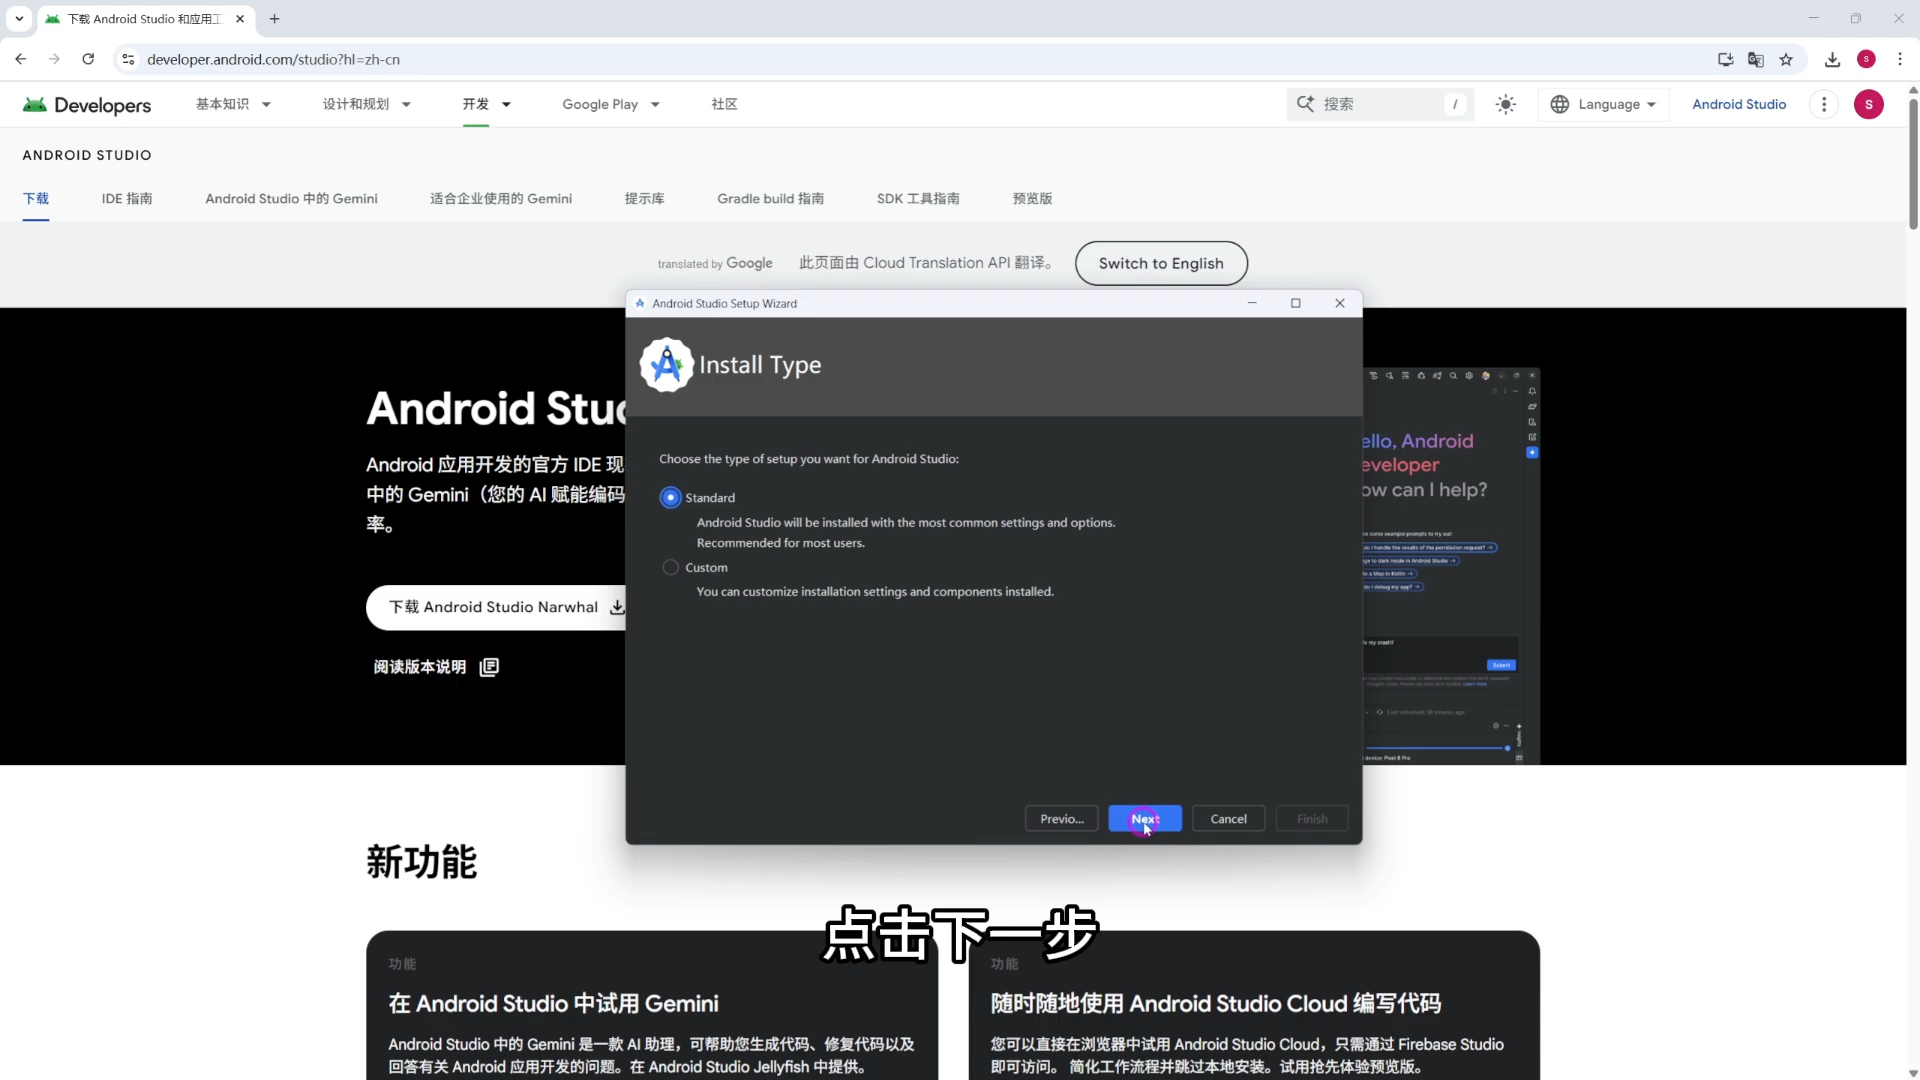 下载 Android Studio 和应用工
developer.android.com/studio?hl=zh-cn
S
Developers
基本知识
设计和规划
开发
Google Play
社区
搜索
/
Language
Android Studio
S
ANDROID STUDIO
下载
IDE 指南
Android Studio 中的 Gemini
适合企业使用的 Gemini
提示库
Gradle build 指南
SDK 工具指南
预览版
translated by Google
此页面由 Cloud Translation API 翻译。
Switch to English
Android Studio Setup Wizard
Install Type
Choose the type of setup you want for Android Studio:
Standard
Android Studio will be installed with the most common settings and options.
Recommended for most users.
Custom
You can customize installation settings and components installed.
Previo...
Next
Cancel
Finish
Android Stu
Android 应用开发的官方 IDE 现
中的 Gemini（您的 AI 赋能编码
率。
下载 Android Studio Narwhal
阅读版本说明
ello, Android
eveloper
ow can I help?
Submit
新功能
点击下一步
功能
在 Android Studio 中试用 Gemini
Android Studio 中的 Gemini 是一款 AI 助理，可帮助您生成代码、修复代码以及
回答有关 Android 应用开发的问题。在 Android Studio Jellyfish 中提供。
功能
随时随地使用 Android Studio Cloud 编写代码
您可以直接在浏览器中试用 Android Studio Cloud，只需通过 Firebase Studio
即可访问。 简化工作流程并跳过本地安装。试用抢先体验预览版。